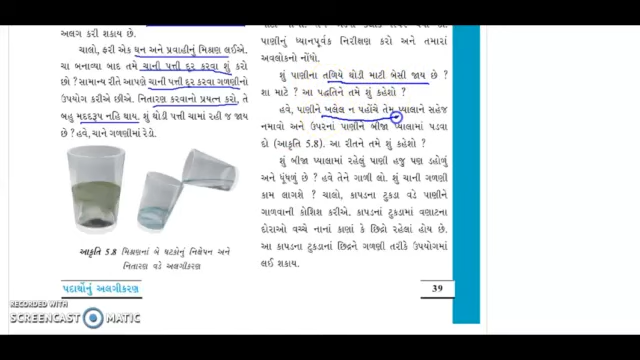 અલગ કરી શકાય છે.
ચાલો, ફરી એક ઘન અને પ્રવાહીનું મિશ્રણ લઈએ.
ચા બનાવ્યા બાદ તમે ચાની પત્તી દૂર કરવા શું કરો
છો ? સામાન્ય રીતે આપણે ચાની પત્તી દૂર કરવા ગળણીનો
ઉપયોગ કરીએ છીએ. નિતારણ કરવાનો પ્રયત્ન કરો, તે
બહુ મદદરૂપ નહિ થાય. શું થોડી પત્તી ચામાં રહી જ જાય
છે ? હવે, ચાને ગળણીમાં રેડો.
આકૃતિ 5.8 મિશ્રણનાં બે ઘટકોનું નિક્ષેપન અને
નિતારણ વડે અલગીકરણ
પદાર્થોનું અલગીકરણ
પાણીનું ધ્યાનપૂર્વક નિરીક્ષણ કરો અને તમારાં
અવલોકનો નોંધો.
શું પાણીના તળિયે થોડી માટી બેસી જાય છે ?
શા માટે ? આ પદ્ધતિને તમે શું કહેશો ?
હવે, પાણીને ખલેલ ન પહોંચે તેમ પ્યાલાને સહેજ
નમાવો અને ઉપરનાં પાણીને બીજા પ્યાલામાં પડવા
દો (આકૃતિ 5.8). આ રીતને તમે શું કહેશો ?
શું બીજા પ્યાલામાં રહેલું પાણી હજુ પણ ડહોળું
અને ધૂંધળું છે ? હવે તેને ગાળી લો. શું ચાની ગળણી
કામ લાગશે ? ચાલો, કાપડના ટુકડા વડે પાણીને
ગાળવાની કોશિશ કરીએ. કાપડનાં ટુકડામાં વણાટના
દોરાઓ વચ્ચે નાનાં કાણાં કે છિદ્રો રહેલાં હોય છે.
આ કાપડના ટુકડાનાં છિદ્રને ગળણી તરીકે ઉપયોગમાં
લઈ શકાય.
39
RECORDED WITH
SCREENCAST MATIC